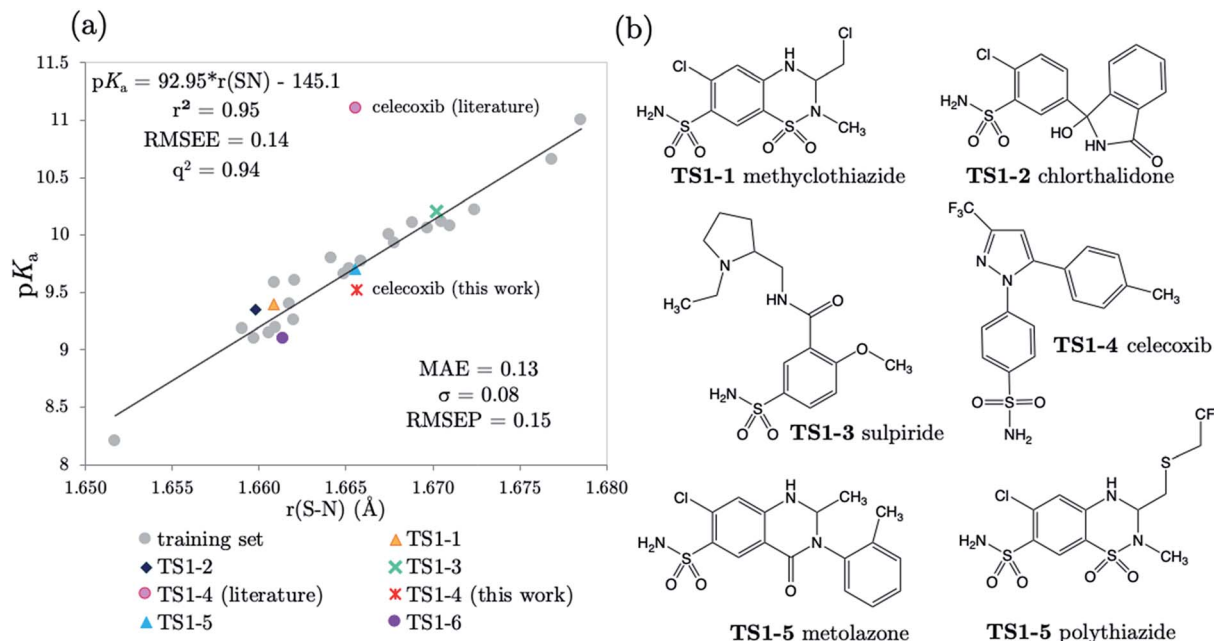 (a)
11.5
11
10.5
10
9.5
9
8.5
8
pKa
pKa = 92.95*r(SN) - 145.1
r² = 0.95
RMSEE = 0.14
q² = 0.94
celecoxib (literature)
celecoxib (this work)
MAE = 0.13
σ = 0.08
RMSEP = 0.15
1.650 1.655 1.660 1.665 1.670 1.675 1.680
r(S-N) (Å)
training set TS1-1
TS1-2 TS1-3
TS1-4 (literature) TS1-4 (this work)
TS1-5 TS1-6
(b)
Cl
H
N
Cl
H₂N
S
O O
S
O O
N
CH₃
TS1-1 methyclothiazide
Cl
H₂N
S
O O
HO
NH
O
TS1-2 chlorthalidone
N
H₃C
NH
O
O
CH₃
H₂N
S
O O
TS1-3 sulpiride
F₃C
N
N
CH₃
O S O
NH₂
TS1-4 celecoxib
Cl
H
N
CH₃
CH₃
N
O
H₂N
S
O O
TS1-5 metolazone
CF
S
Cl
H
N
N
CH₃
S
O O
H₂N
S
O O
TS1-5 polythiazide